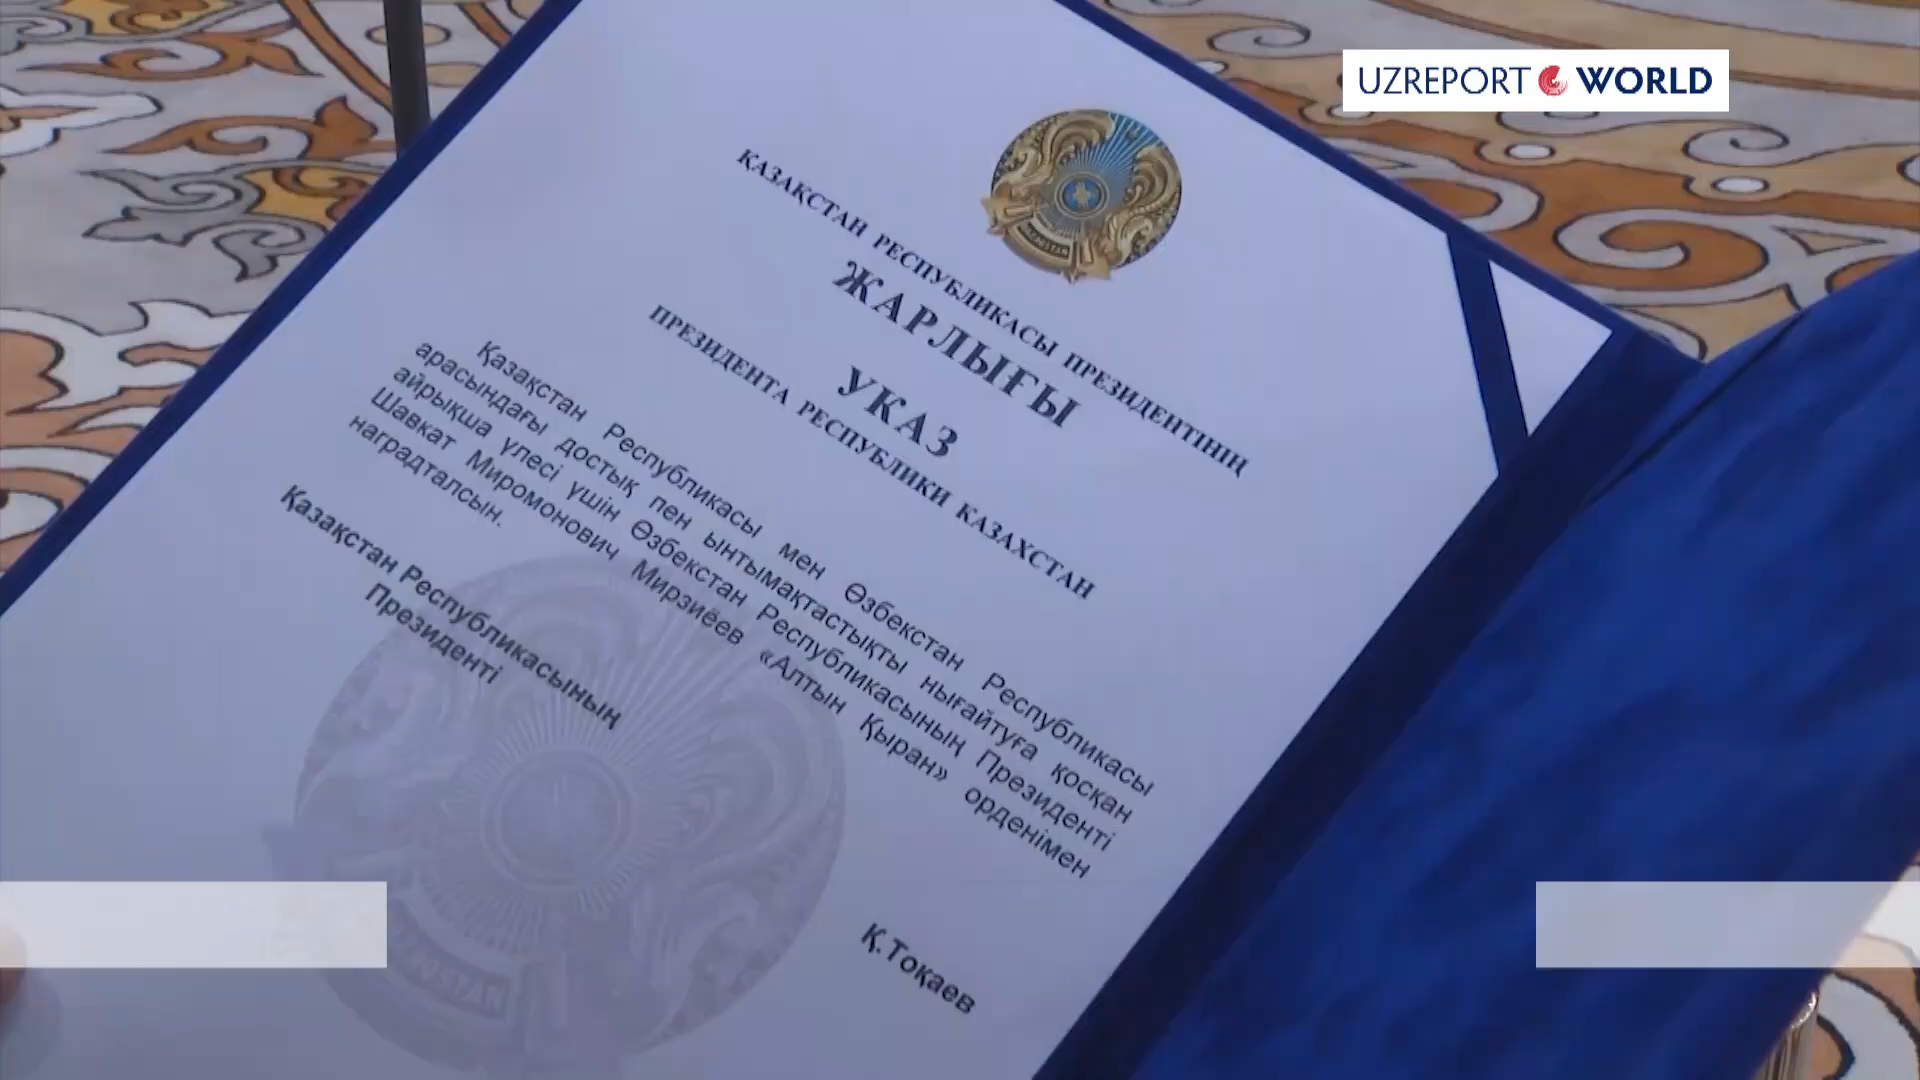 UZREPORT WORLD
ҚАЗАҚСТАН РЕСПУБЛИКАСЫ ПРЕЗИДЕНТІНІҢ
ЖАРЛЫҒЫ
УКАЗ
ПРЕЗИДЕНТА РЕСПУБЛИКИ КАЗАХСТАН
Қазақстан Республикасы мен Өзбекстан Республикасы
арасындағы достық пен ынтымақтастықты нығайтуға қосқан
айрықша үлесі үшін Өзбекстан Республикасының Президенті
Шавкат Миромонович Мирзиёев «Алтын Қыран» орденімен
наградталсын.
Қазақстан Республикасының
Президенті
Қ.Тоқаев